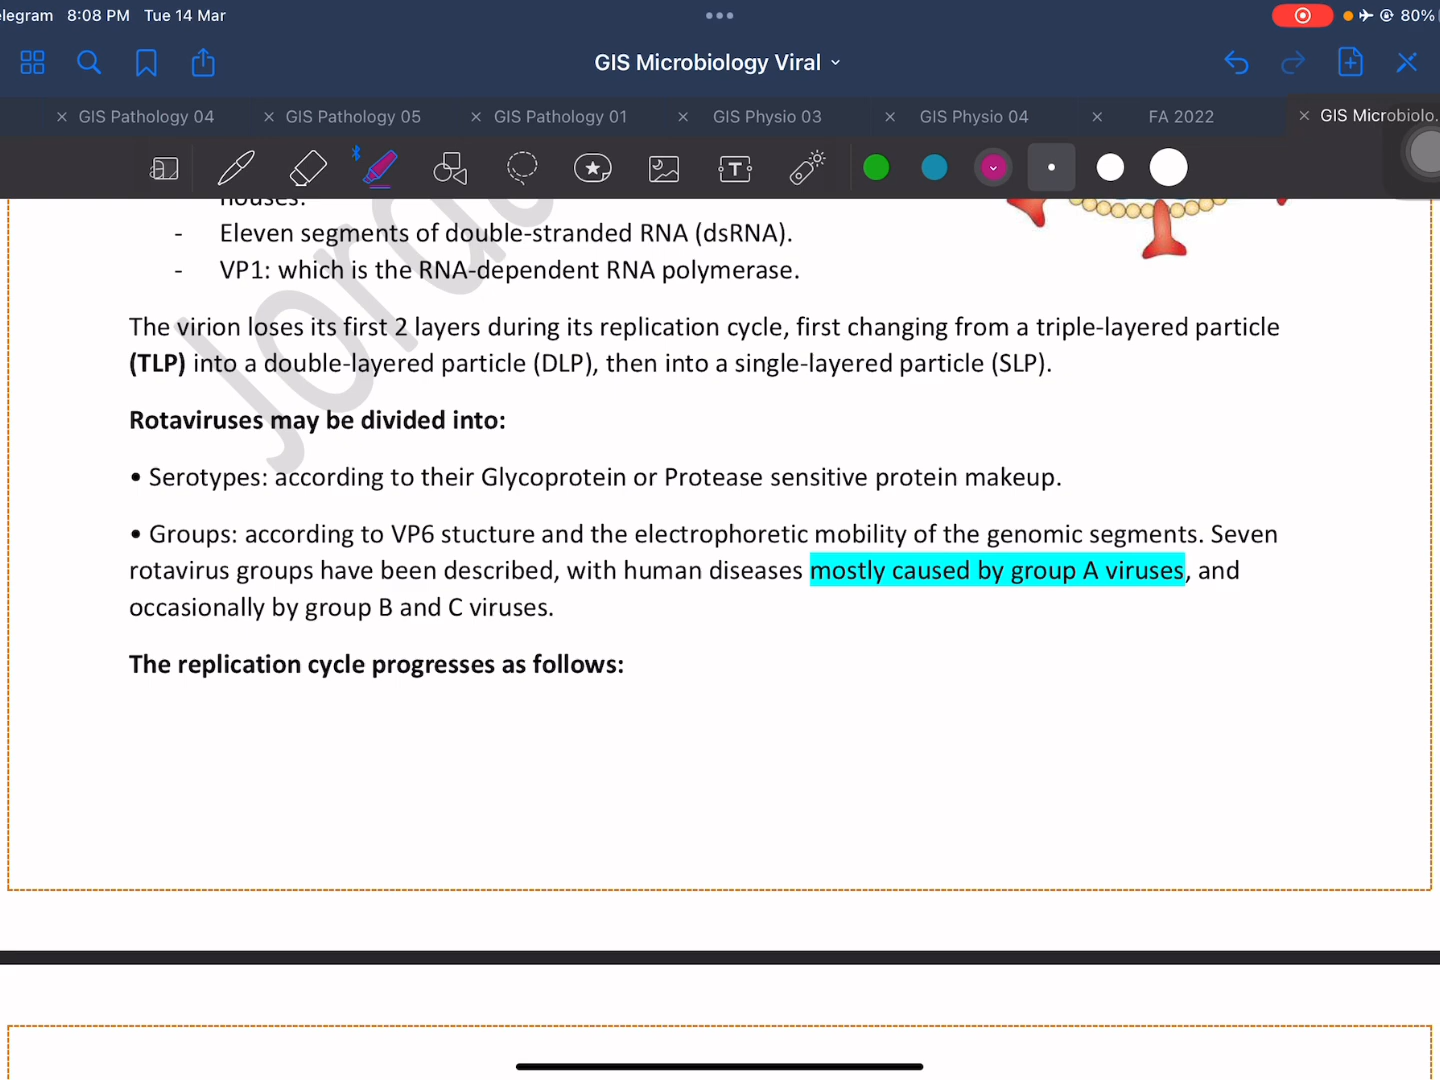 elegram 8:08 PM Tue 14 Mar 80%
GIS Microbiology Viral
GIS Pathology 04 GIS Pathology 05 GIS Pathology 01 GIS Physio 03 GIS Physio 04 FA 2022 GIS Microbiolo.
houses:
- Eleven segments of double-stranded RNA (dsRNA).
- VP1: which is the RNA-dependent RNA polymerase.
The virion loses its first 2 layers during its replication cycle, first changing from a triple-layered particle
(TLP) into a double-layered particle (DLP), then into a single-layered particle (SLP).
Rotaviruses may be divided into:
• Serotypes: according to their Glycoprotein or Protease sensitive protein makeup.
• Groups: according to VP6 stucture and the electrophoretic mobility of the genomic segments. Seven
rotavirus groups have been described, with human diseases mostly caused by group A viruses, and
occasionally by group B and C viruses.
The replication cycle progresses as follows: